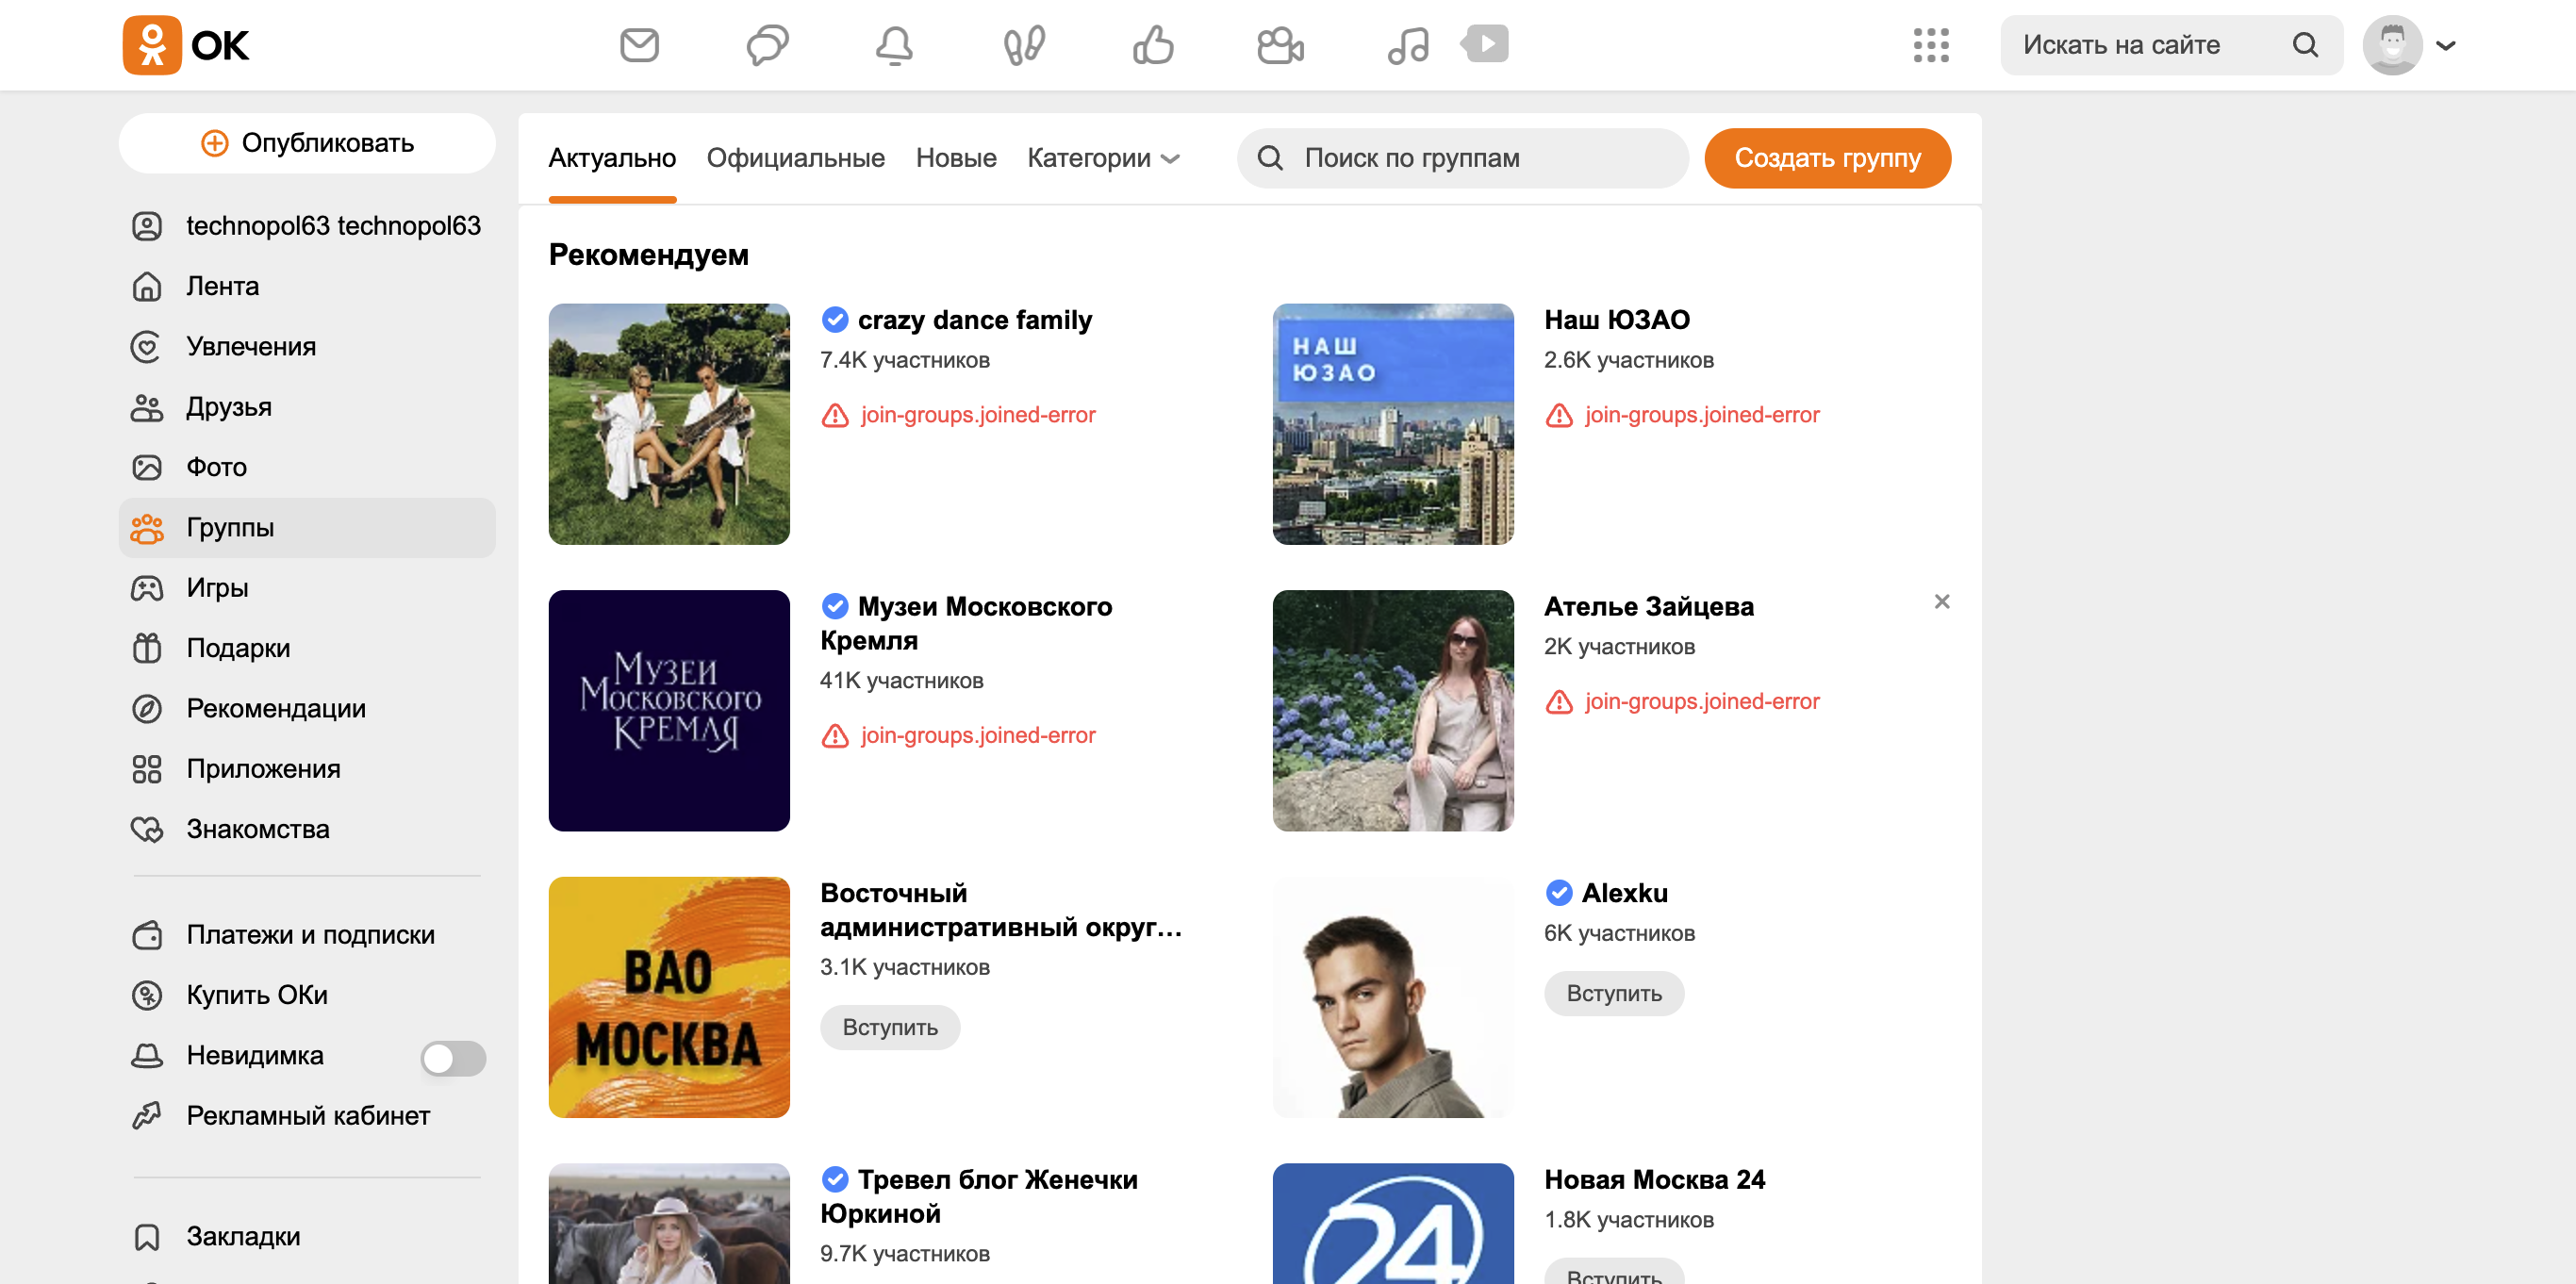 ОК
Искать на сайте
Опубликовать
technopol63 technopol63
Лента
Увлечения
Друзья
Фото
Группы
Игры
Подарки
Рекомендации
Приложения
Знакомства
Платежи и подписки
Купить ОКи
Невидимка
Рекламный кабинет
Закладки
Актуально
Официальные
Новые
Категории
Поиск по группам
Создать группу
Рекомендуем
crazy dance family
7.4K участников
join-groups.joined-error
НАШ
ЮЗАО
Наш ЮЗАО
2.6K участников
join-groups.joined-error
Музеи
Московского
Кремля
Музеи Московского
Кремля
41K участников
join-groups.joined-error
Ателье Зайцева
2K участников
join-groups.joined-error
ВАО
МОСКВА
Восточный
административный округ...
3.1K участников
Вступить
Alexku
6K участников
Вступить
Тревел блог Женечки
Юркиной
9.7K участников
24
Новая Москва 24
1.8K участников
Вступить